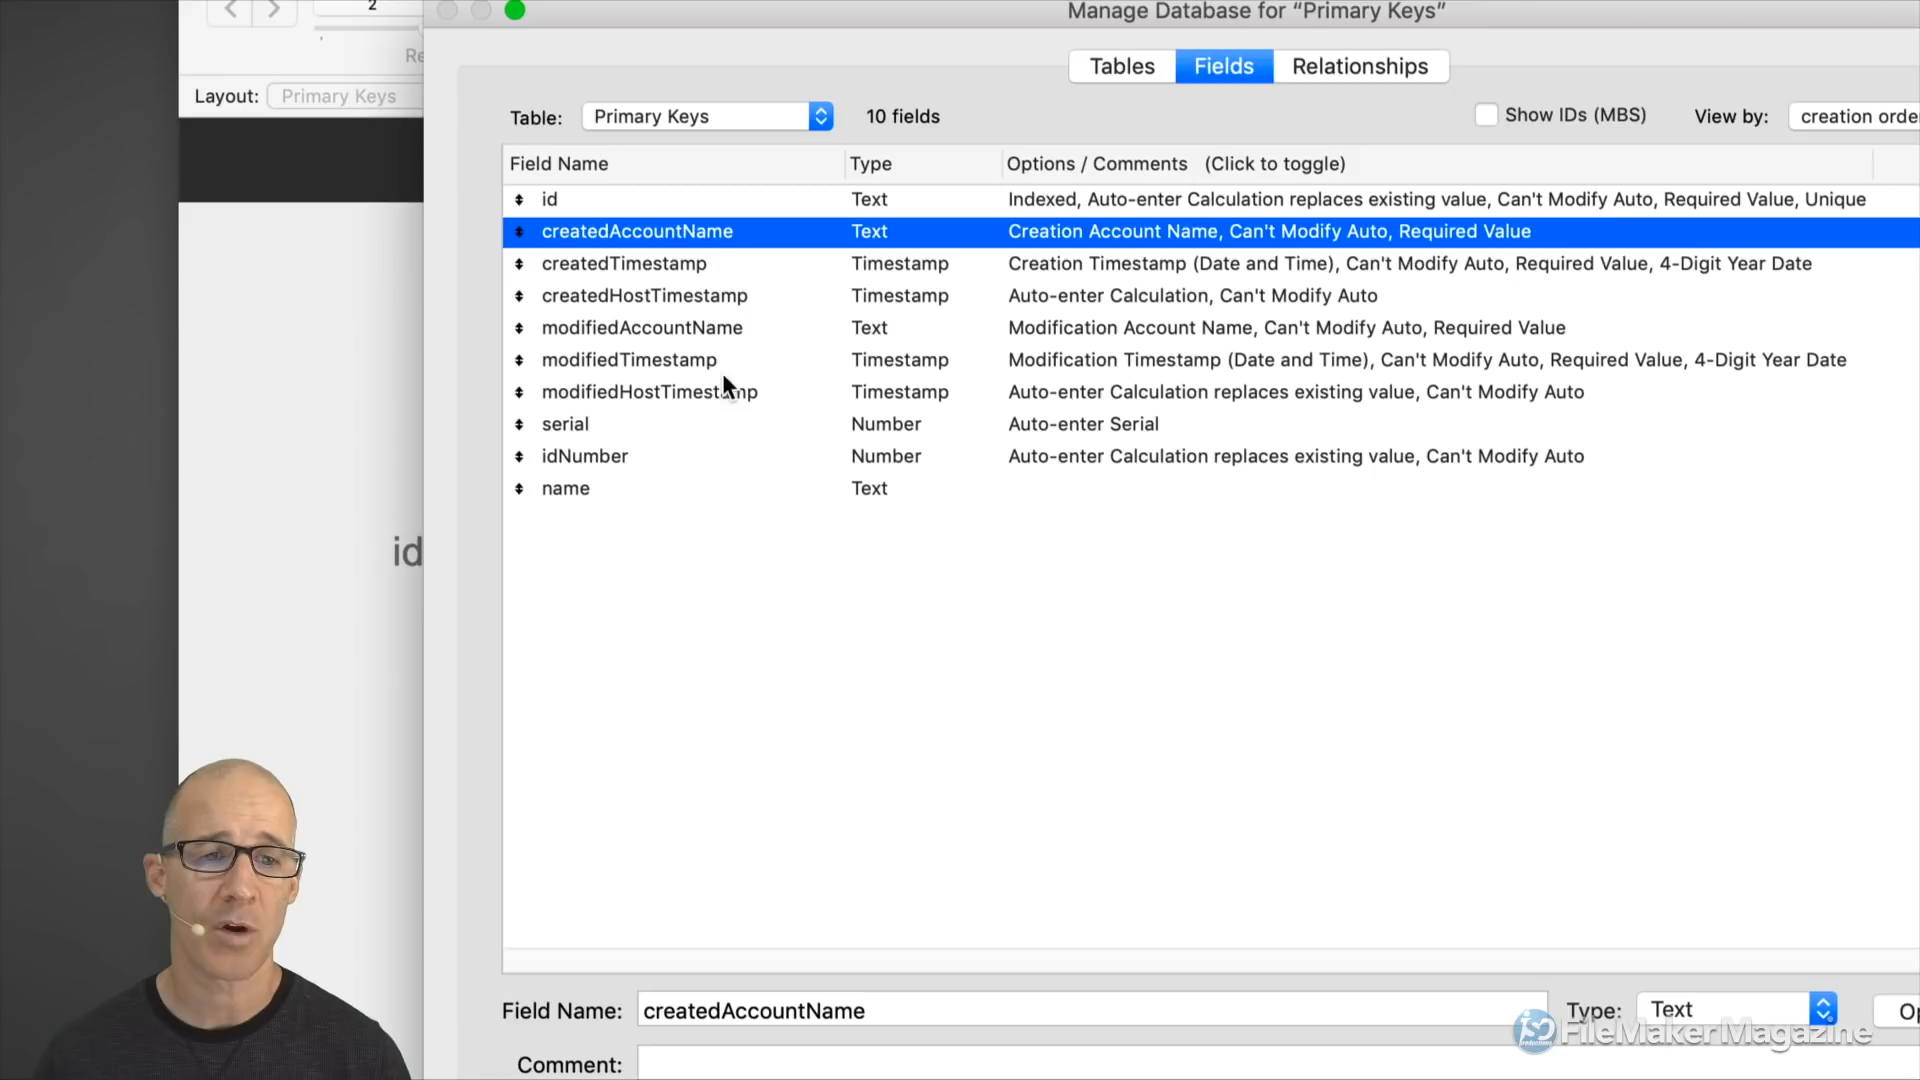 2
Manage Database for “Primary Keys”
Re
Tables Fields Relationships
Layout: Primary Keys
Table: Primary Keys 10 fields Show IDs (MBS) View by: creation order
Field Name Type Options / Comments (Click to toggle)
id Text Indexed, Auto-enter Calculation replaces existing value, Can't Modify Auto, Required Value, Unique
createdAccountName Text Creation Account Name, Can't Modify Auto, Required Value
createdTimestamp Timestamp Creation Timestamp (Date and Time), Can't Modify Auto, Required Value, 4-Digit Year Date
createdHostTimestamp Timestamp Auto-enter Calculation, Can't Modify Auto
modifiedAccountName Text Modification Account Name, Can't Modify Auto, Required Value
modifiedTimestamp Timestamp Modification Timestamp (Date and Time), Can't Modify Auto, Required Value, 4-Digit Year Date
modifiedHostTimestamp Timestamp Auto-enter Calculation replaces existing value, Can't Modify Auto
serial Number Auto-enter Serial
idNumber Number Auto-enter Calculation replaces existing value, Can't Modify Auto
name Text
id
Field Name: createdAccountName Type: Text Op
iso productions FileMakerMagazine
Comment: